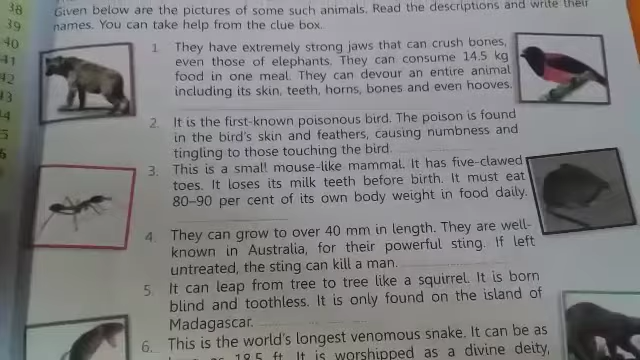 38
39
40
41
42
13
14
5
6
Given below are the pictures of some such animals. Read the descriptions and write their
names. You can take help from the clue box.
1. They have extremely strong jaws that can crush bones,
even those of elephants. They can consume 14.5 kg
food in one meal. They can devour an entire animal
including its skin, teeth, horns, bones and even hooves.
2. It is the first-known poisonous bird. The poison is found
in the bird's skin and feathers, causing numbness and
tingling to those touching the bird.
3. This is a small mouse-like mammal. It has five-clawed
toes. It loses its milk teeth before birth. It must eat
80–90 per cent of its own body weight in food daily.
4. They can grow to over 40 mm in length. They are well-
known in Australia, for their powerful sting. If left
untreated, the sting can kill a man.
5. It can leap from tree to tree like a squirrel. It is born
blind and toothless. It is only found on the island of
Madagascar.
6. This is the world's longest venomous snake. It can be as
18.5 ft. It is worshipped as a divine deity,